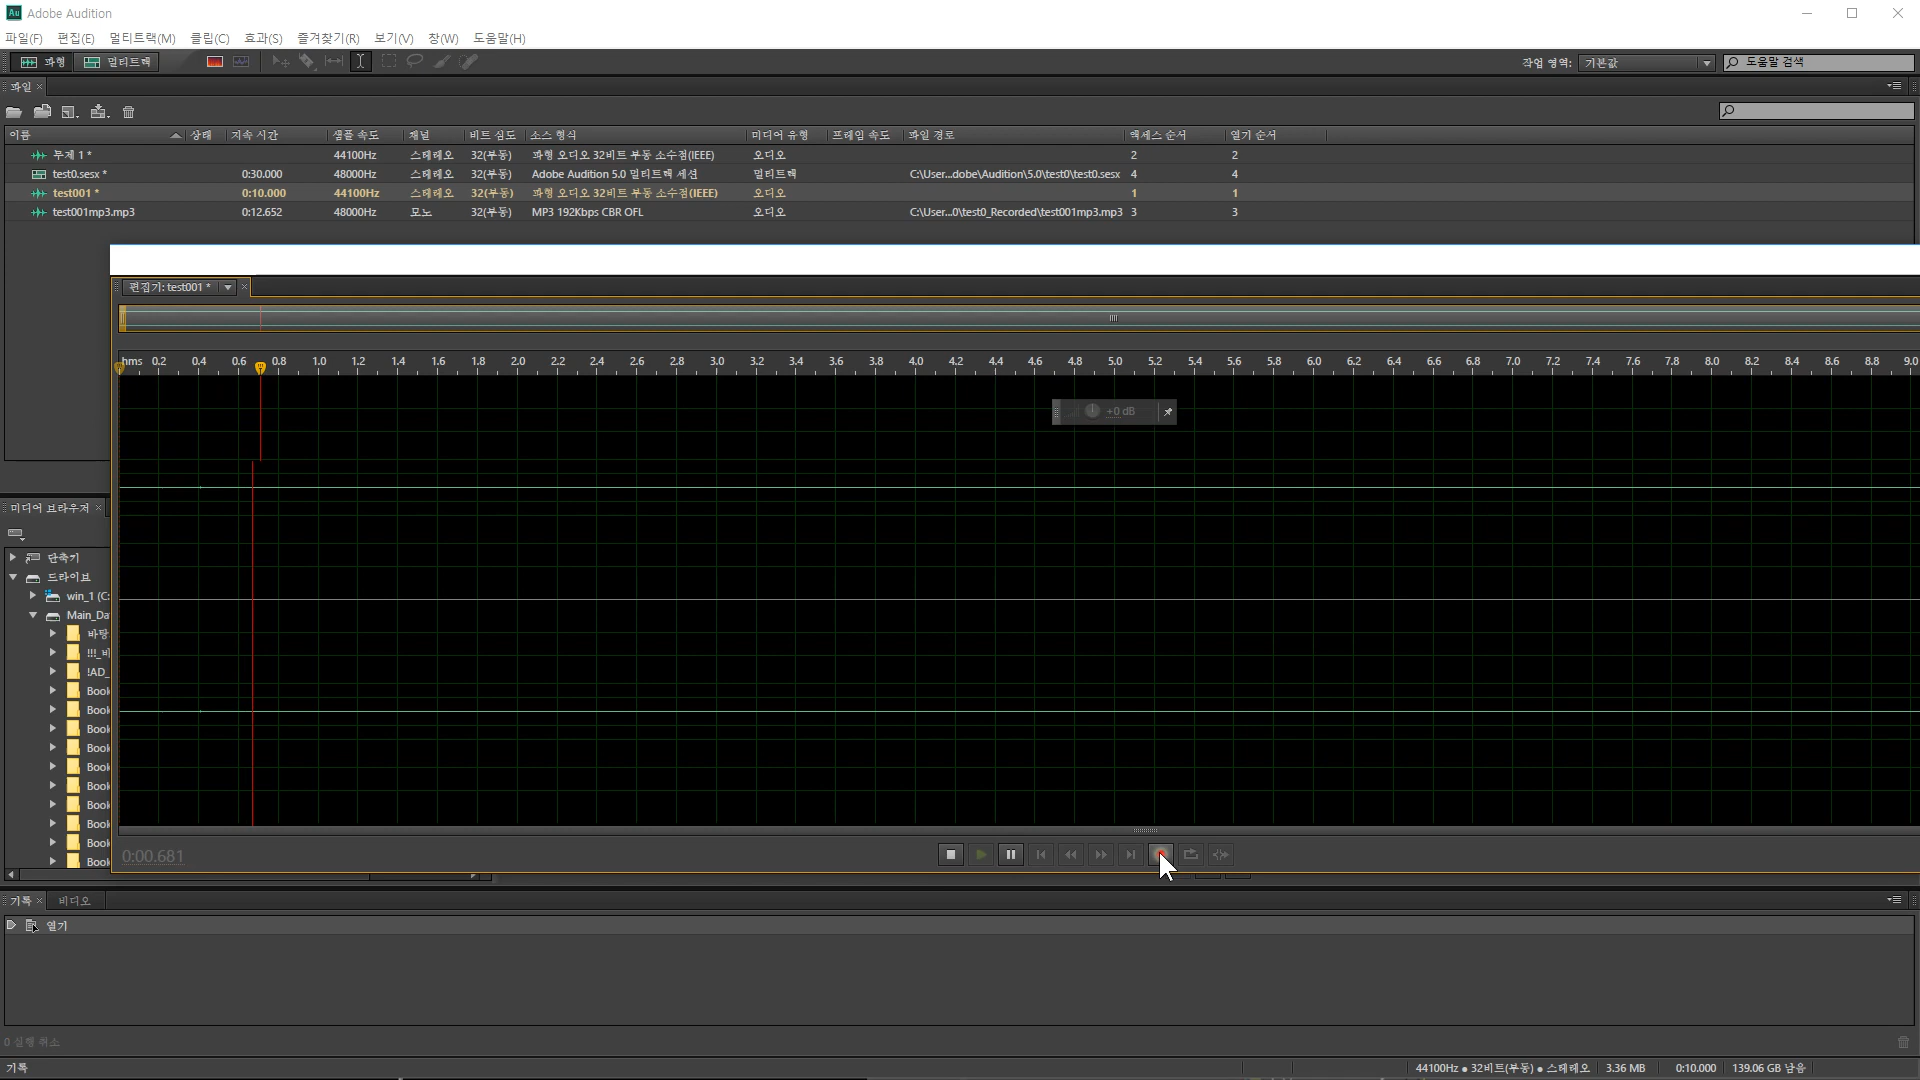 Adobe Audition
파일(F) 편집(E) 멀티트랙(M) 클립(C) 효과(S) 즐겨찾기(R) 보기(V) 창(W) 도움말(H)
파형 멀티트랙 작업 영역: 기본값 도움말 검색
파일
이름 상태 지속 시간 샘플 속도 채널 비트 심도 소스 형식 미디어 유형 프레임 속도 파일 경로 액세스 순서 열기 순서
무제 1 * 44100Hz 스테레오 32(부동) 파형 오디오 32비트 부동 소수점(IEEE) 오디오 2 2
test0.sesx * 0:30.000 48000Hz 스테레오 32(부동) Adobe Audition 5.0 멀티트랙 세션 멀티트랙 C:\User...dobe\Audition\5.0\test0\test0.sesx 4 4
test001 * 0:10.000 44100Hz 스테레오 32(부동) 파형 오디오 32비트 부동 소수점(IEEE) 오디오 1 1
test001mp3.mp3 0:12.652 48000Hz 모노 32(부동) MP3 192Kbps CBR OFL 오디오 C:\User...0\test0_Recorded\test001mp3.mp3 3 3
편집기: test001 *
hms 0.2 0.4 0.6 0.8 1.0 1.2 1.4 1.6 1.8 2.0 2.2 2.4 2.6 2.8 3.0 3.2 3.4 3.6 3.8 4.0 4.2 4.4 4.6 4.8 5.0 5.2 5.4 5.6 5.8 6.0 6.2 6.4 6.6 6.8 7.0 7.2 7.4 7.6 7.8 8.0 8.2 8.4 8.6 8.8 9.0
+0 dB
미디어 브라우저
단축키
드라이브
win_1 (C:
Main_Da
바탕
!!!_바
!AD_
Book
Book
Book
Book
Book
Book
Book
Book
Book
Book
0:00.681
기록 비디오
열기
0 실행 취소
기록 44100Hz ● 32비트(부동) ● 스테레오 3.36 MB 0:10.000 139.06 GB 남음